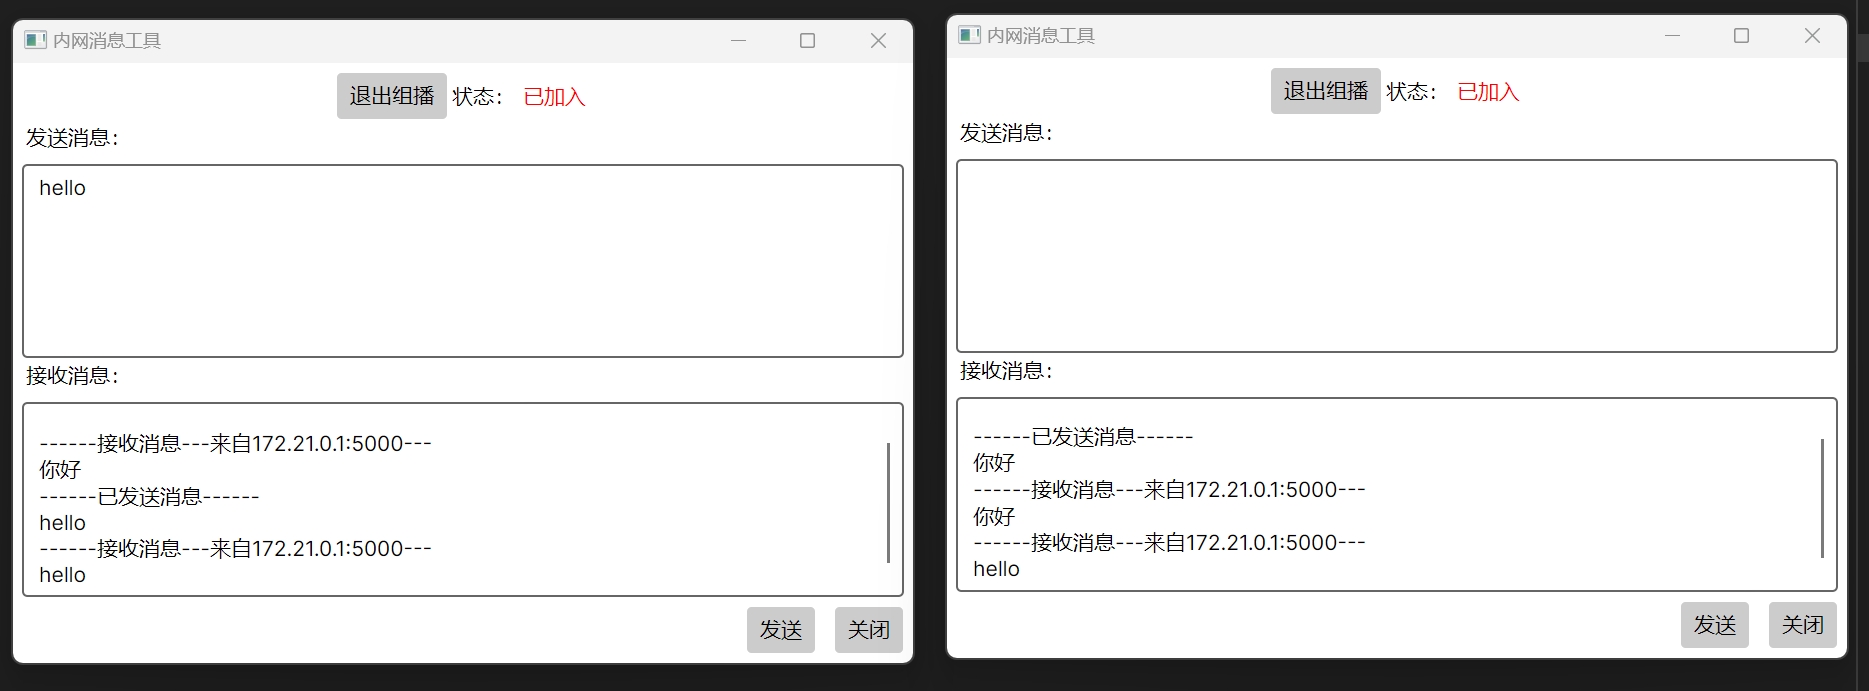 内网消息工具
退出组播 状态： 已加入
发送消息：
hello
接收消息：
------接收消息---来自172.21.0.1:5000---
你好
------已发送消息------
hello
------接收消息---来自172.21.0.1:5000---
hello
发送 关闭
内网消息工具
退出组播 状态： 已加入
发送消息：
接收消息：
------已发送消息------
你好
------接收消息---来自172.21.0.1:5000---
你好
------接收消息---来自172.21.0.1:5000---
hello
发送 关闭